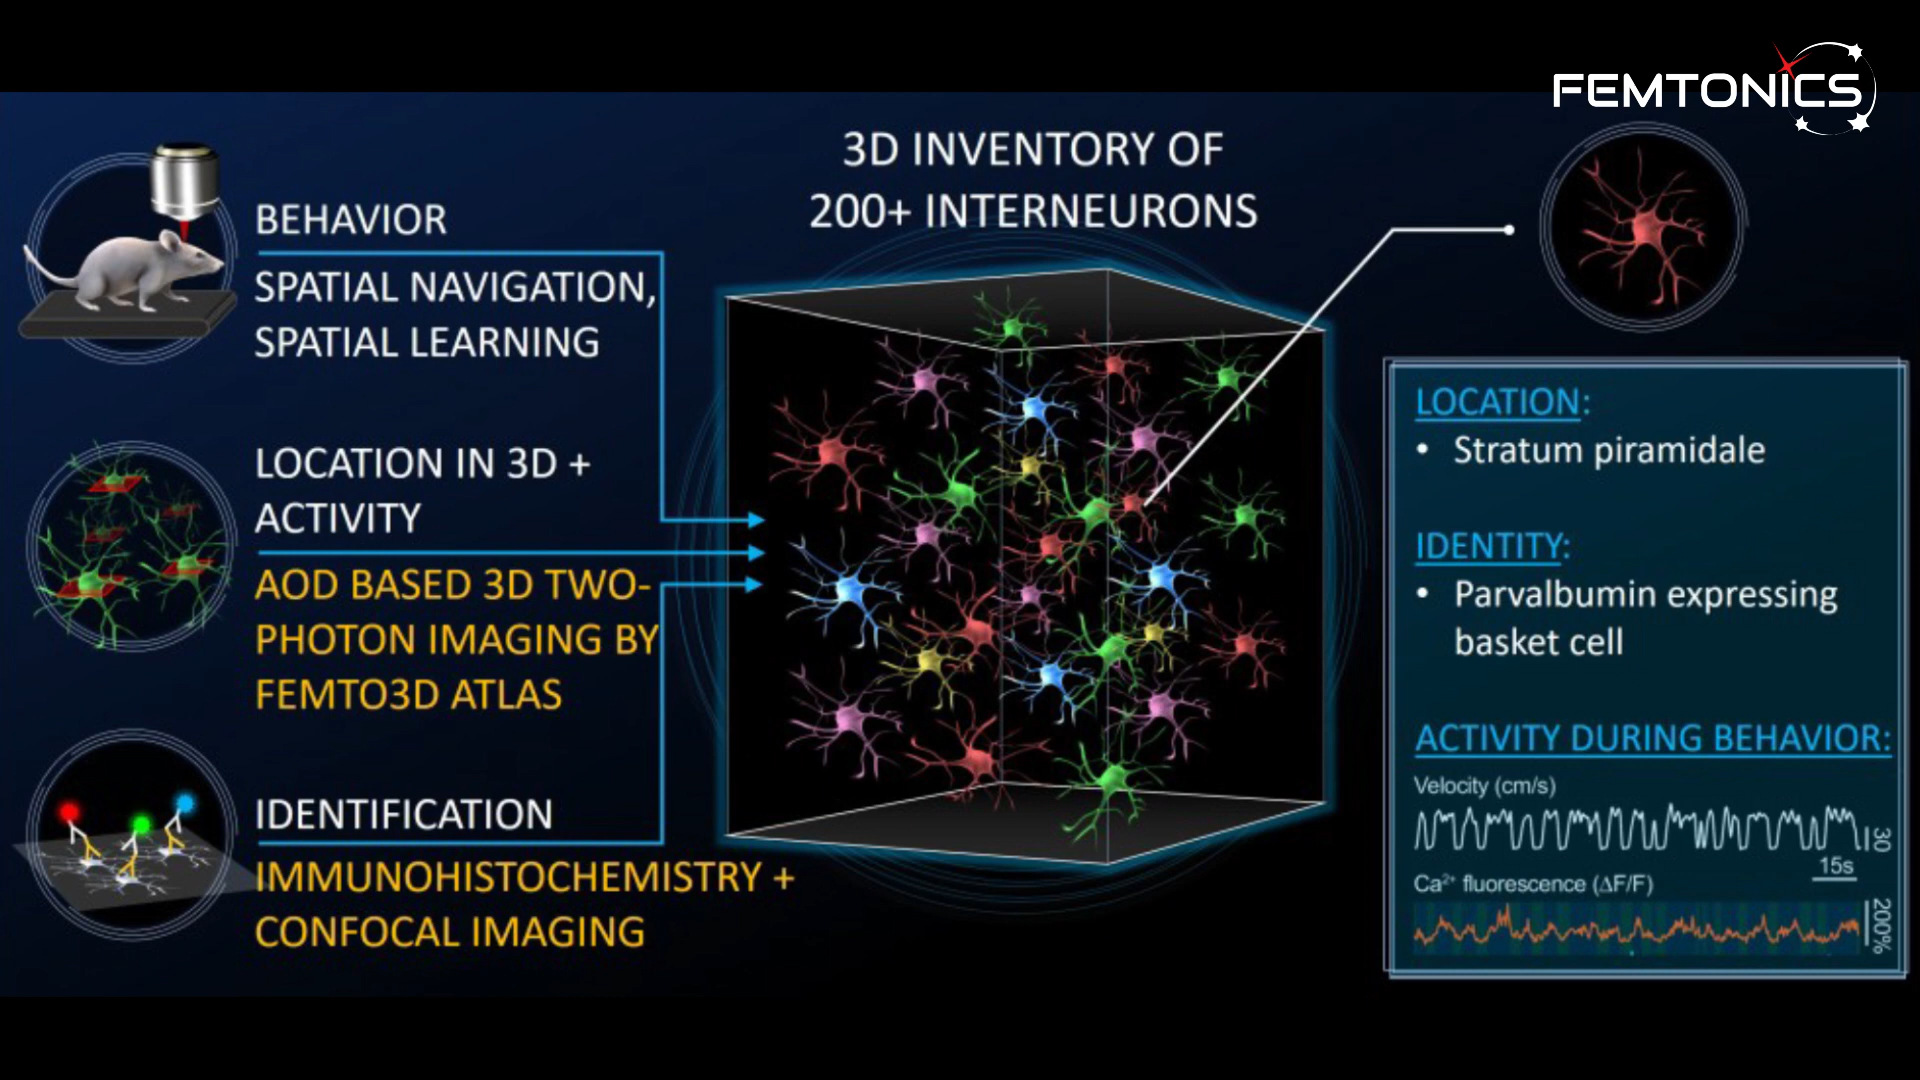 FEMTONICS
3D INVENTORY OF
200+ INTERNEURONS
BEHAVIOR
SPATIAL NAVIGATION,
SPATIAL LEARNING
LOCATION IN 3D +
ACTIVITY
AOD BASED 3D TWO-
PHOTON IMAGING BY
FEMTO3D ATLAS
IDENTIFICATION
IMMUNOHISTOCHEMISTRY +
CONFOCAL IMAGING
LOCATION:
• Stratum piramidale
IDENTITY:
• Parvalbumin expressing
basket cell
ACTIVITY DURING BEHAVIOR:
Velocity (cm/s)
30
15s
Ca²⁺ fluorescence (ΔF/F)
200%